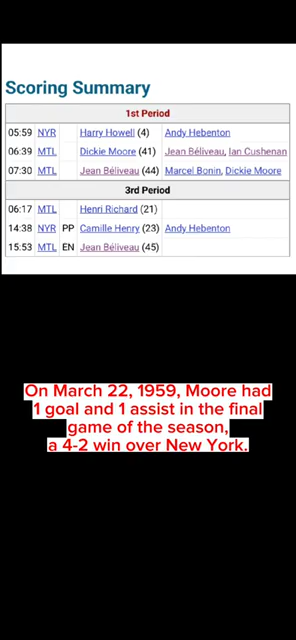 Scoring Summary
1st Period
05:59 NYR Harry Howell (4) Andy Hebenton
06:39 MTL Dickie Moore (41) Jean Béliveau, Ian Cushenan
07:30 MTL Jean Béliveau (44) Marcel Bonin, Dickie Moore
3rd Period
06:17 MTL Henri Richard (21)
14:38 NYR PP Camille Henry (23) Andy Hebenton
15:53 MTL EN Jean Béliveau (45)
On March 22, 1959, Moore had
1 goal and 1 assist in the final
game of the season,
a 4-2 win over New York.